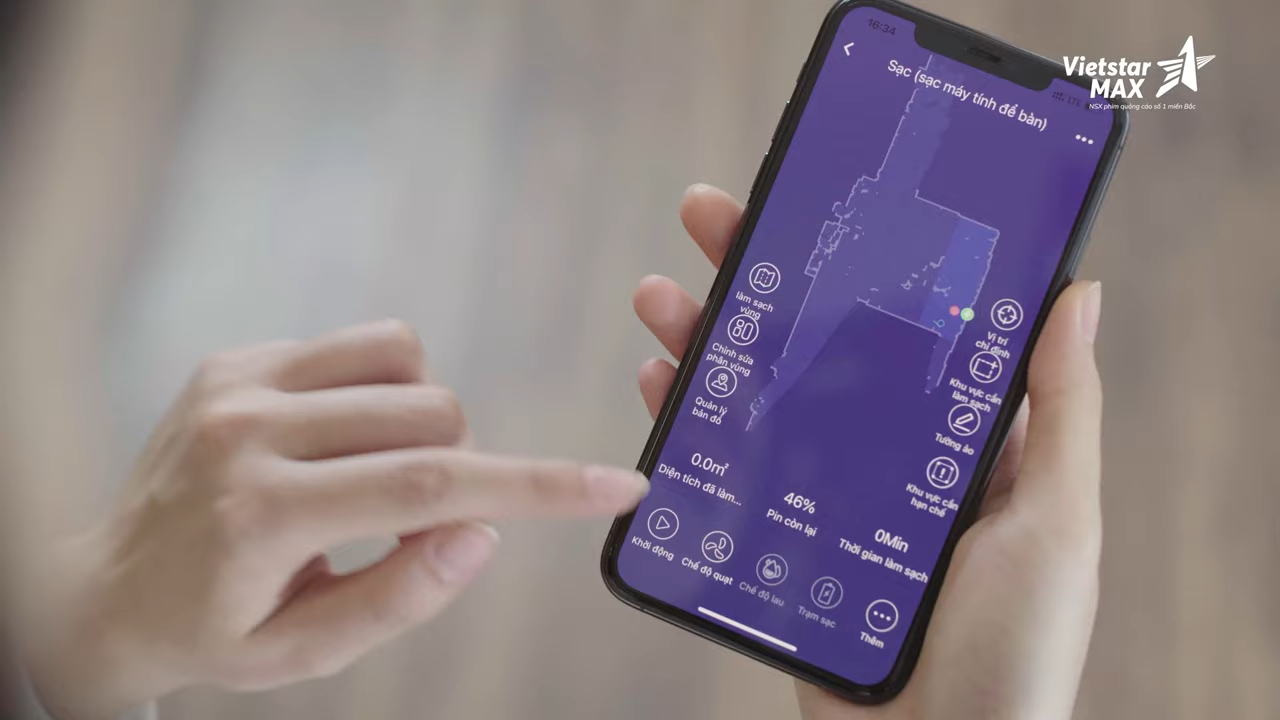 16:34
Sạc (sạc máy tính để bàn)
LTE
Vietstar
MAX
NSX phim quảng cáo số 1 miền Bắc
làm sạch
vùng
Chỉnh sửa
phân vùng
Quản lý
bản đồ
Vị trí
chỉ định
Khu vực cần
làm sạch
Tường ảo
Khu vực cần
hạn chế
0.0m²
Diện tích đã làm...
46%
Pin còn lại
0Min
Thời gian làm sạch
Khởi động
Chế độ quạt
Chế độ lau
Trạm sạc
Thêm